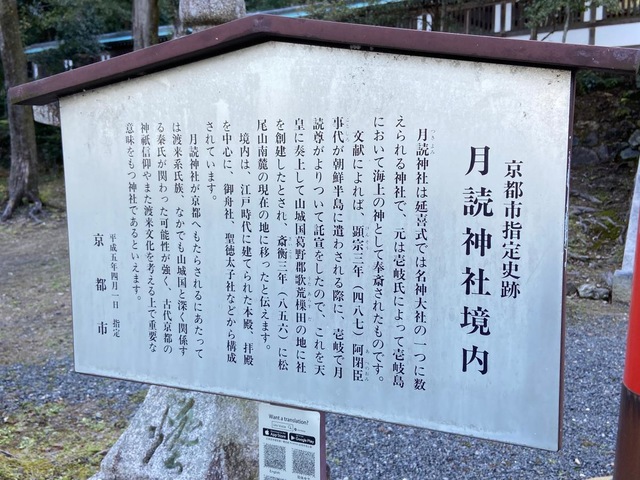 京都市指定史跡
月読神社境内
月読神社は延喜式では名神大社の一つに数
えられる神社で、元は壱岐氏によって壱岐島
において海上の神として奉斎されたものです。
文献によれば、顕宗三年（四八七）阿閉臣
事代が朝鮮半島に遣わされる際に、壱岐で月
読尊がよりついて託宣をしたので、これを天
皇に奏上して山城国葛野郡歌荒樔田の地に社
を創建したとされ、斎衡三年（八五六）に松
尾山南麓の現在の地に移ったと伝えます。
境内は、江戸時代に建てられた本殿、拝殿
を中心に、御舟社、聖徳太子社などから構成
されています。
月読神社が京都へもたらされるにあたって
は渡来系氏族、なかでも山城国と深く関係す
る秦氏が関わった可能性が強く、古代京都の
神祇信仰やまた渡来文化を考える上で重要な
意味をもつ神社であるといえます。
平成五年四月一日　指定
京都市
Want a translation?
App Store
Google Play
English